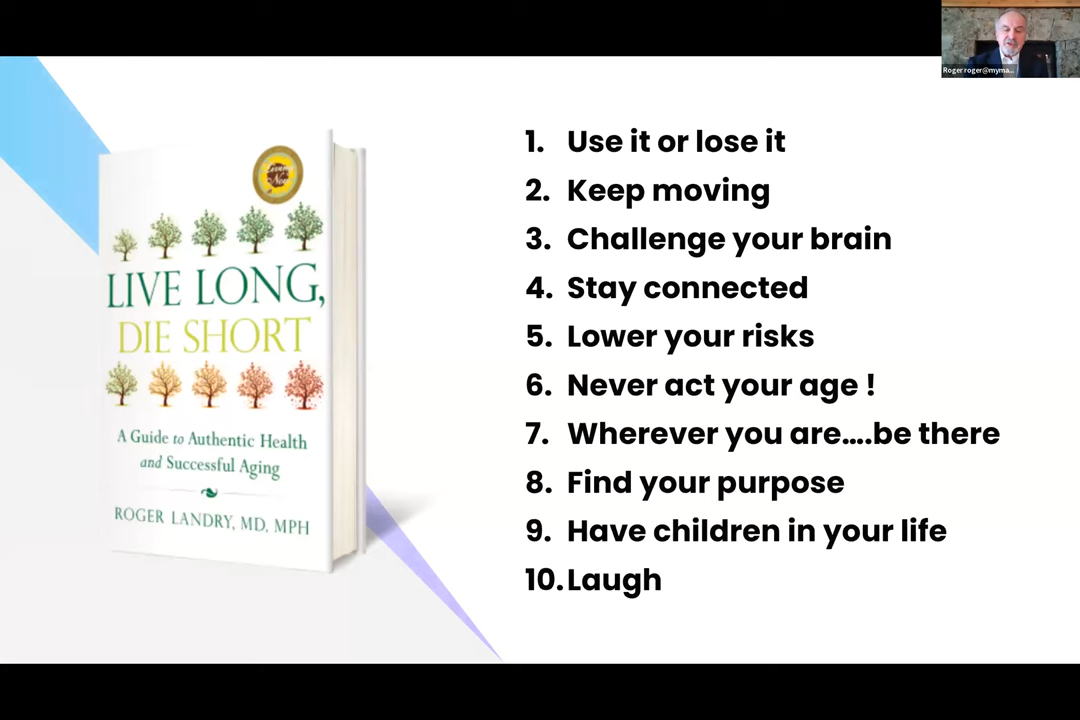 Roger roger@myma...
LIVE LONG,
DIE SHORT
A Guide to Authentic Health
and Successful Aging
ROGER LANDRY, MD, MPH
1. Use it or lose it
2. Keep moving
3. Challenge your brain
4. Stay connected
5. Lower your risks
6. Never act your age !
7. Wherever you are....be there
8. Find your purpose
9. Have children in your life
10. Laugh